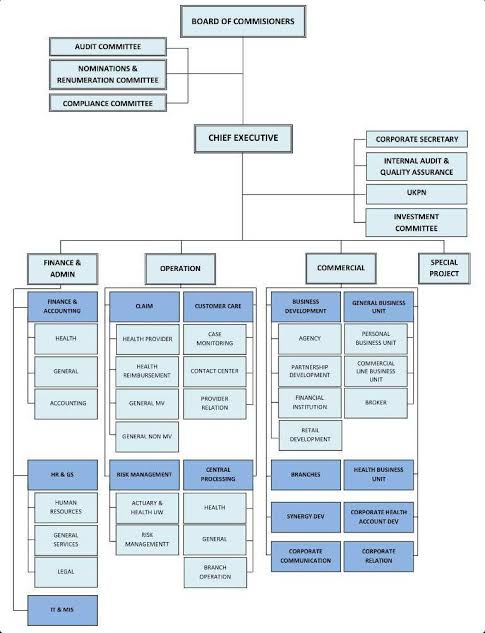 BOARD OF COMMISIONERS
AUDIT COMMITTEE
NOMINATIONS &
RENUMERATION COMMITTEE
COMPLIANCE COMMITTEE
CHIEF EXECUTIVE
CORPORATE SECRETARY
INTERNAL AUDIT &
QUALITY ASSURANCE
UKPN
INVESTMENT
COMMITTEE
FINANCE &
ADMIN
OPERATION
COMMERCIAL
SPECIAL
PROJECT
FINANCE &
ACCOUNTING
HEALTH
GENERAL
ACCOUNTING
HR & GS
HUMAN
RESOURCES
GENERAL
SERVICES
LEGAL
IT & MIS
CLAIM
HEALTH PROVIDER
HEALTH
REIMBURSEMENT
GENERAL MV
GENERAL NON MV
RISK MANAGEMENT
ACTUARY &
HEALTH UW
RISK
MANAGEMENTT
CUSTOMER CARE
CASE
MONITORING
CONTACT CENTER
PROVIDER
RELATION
CENTRAL
PROCESSING
HEALTH
GENERAL
BRANCH
OPERATION
BUSINESS
DEVELOPMENT
AGENCY
PARTNERSHIP
DEVELOPMENT
FINANCIAL
INSTITUTION
RETAIL
DEVELOPMENT
BRANCHES
SYNERGY DEV
CORPORATE
COMMUNICATION
GENERAL BUSINESS
UNIT
PERSONAL
BUSINESS UNIT
COMMERCIAL
LINE BUSINESS
UNIT
BROKER
HEALTH BUSINESS
UNIT
CORPORATE HEALTH
ACCOUNT DEV
CORPORATE
RELATION